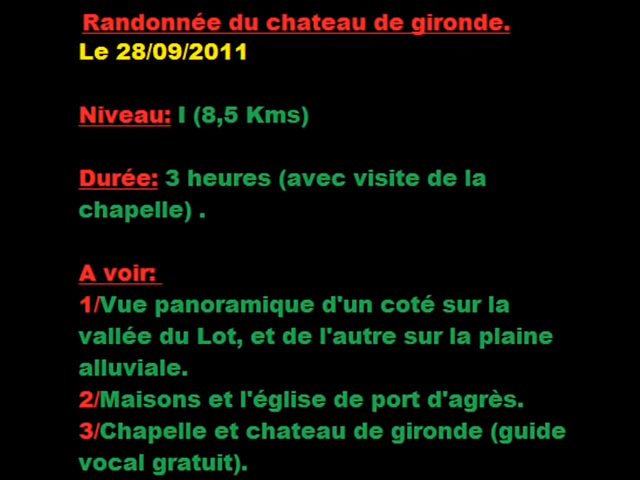 Randonnée du chateau de gironde.
Le 28/09/2011
Niveau: I (8,5 Kms)
Durée: 3 heures (avec visite de la
chapelle) .
A voir:
1/Vue panoramique d'un coté sur la
vallée du Lot, et de l'autre sur la plaine
alluviale.
2/Maisons et l'église de port d'agrès.
3/Chapelle et chateau de gironde (guide
vocal gratuit).